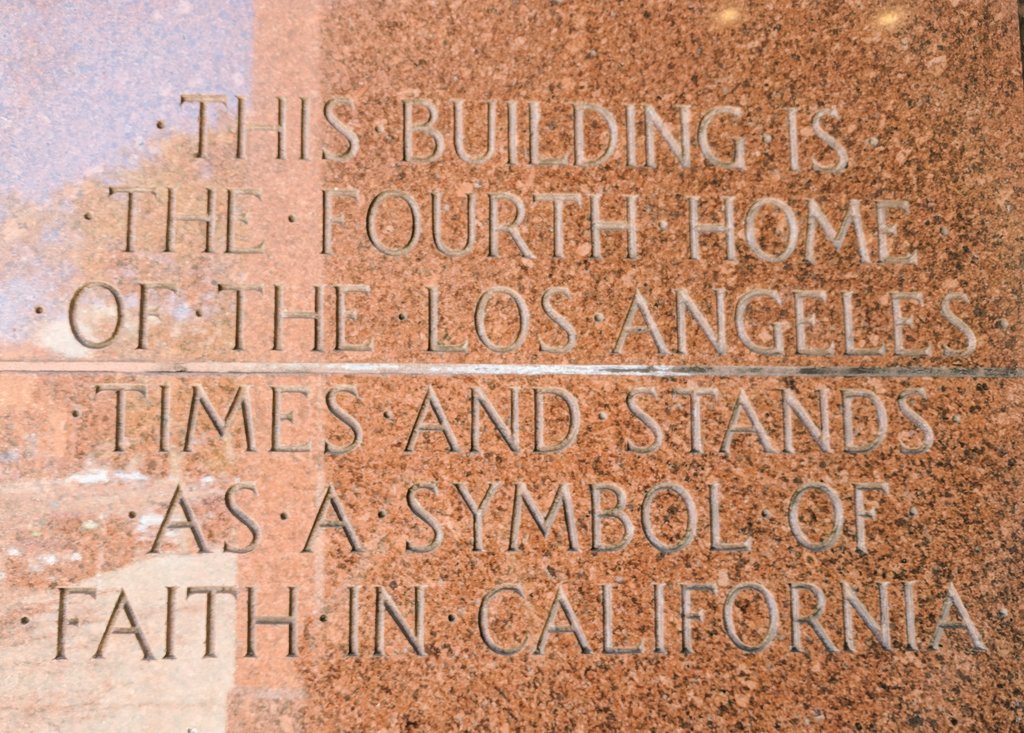 ·THIS·BUILDING·IS·
·THE·FOURTH·HOME
·OF·THE·LOS·ANGELES·
·TIMES·AND·STANDS·
·AS·A·SYMBOL·OF·
·FAITH·IN·CALIFORNIA·